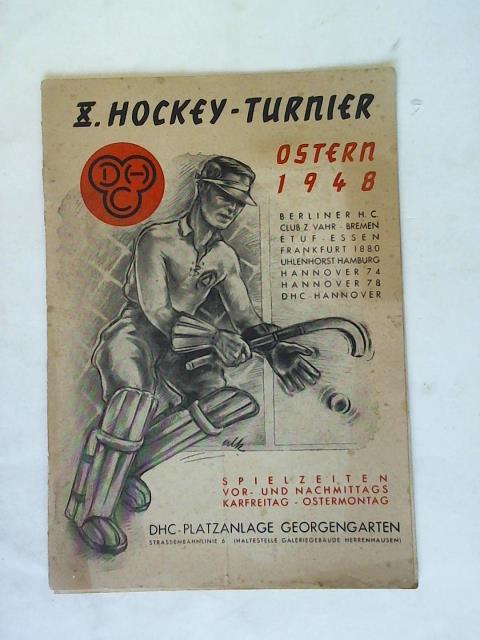 X. HOCKEY-TURNIER
DHC
OSTERN
1948
BERLINER H.C.
CLUB Z. VAHR - BREMEN
ETUF - ESSEN
FRANKFURT 1880
UHLENHORST HAMBURG
HANNOVER 74
HANNOVER 78
DHC - HANNOVER
SPIELZEITEN
VOR- UND NACHMITTAGS
KARFREITAG - OSTERMONTAG
DHC-PLATZANLAGE GEORGENGARTEN
STRASSENBAHNLINIE 6 (HALTESTELLE GALERIEGEBÄUDE HERRENHAUSEN)